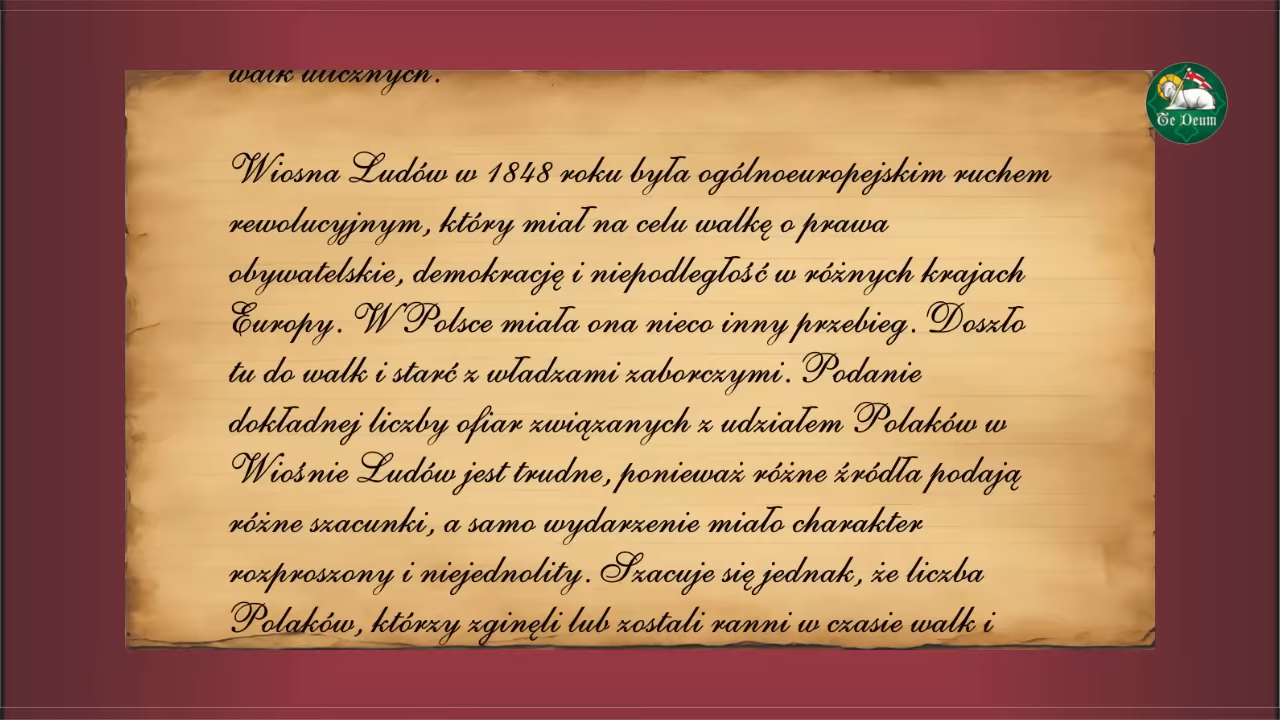 walk ulicznych.
Wiosna Ludów w 1848 roku była ogólnoeuropejskim ruchem
rewolucyjnym, który miał na celu walkę o prawa
obywatelskie, demokrację i niepodległość w różnych krajach
Europy. W Polsce miała ona nieco inny przebieg. Doszło
tu do walk i starć z władzami zaborczymi. Podanie
dokładnej liczby ofiar związanych z udziałem Polaków w
Wiośnie Ludów jest trudne, ponieważ różne źródła podają
różne szacunki, a samo wydarzenie miało charakter
rozproszony i niejednolity. Szacuje się jednak, że liczba
Polaków, którzy zginęli lub zostali ranni w czasie walk i
Te Deum